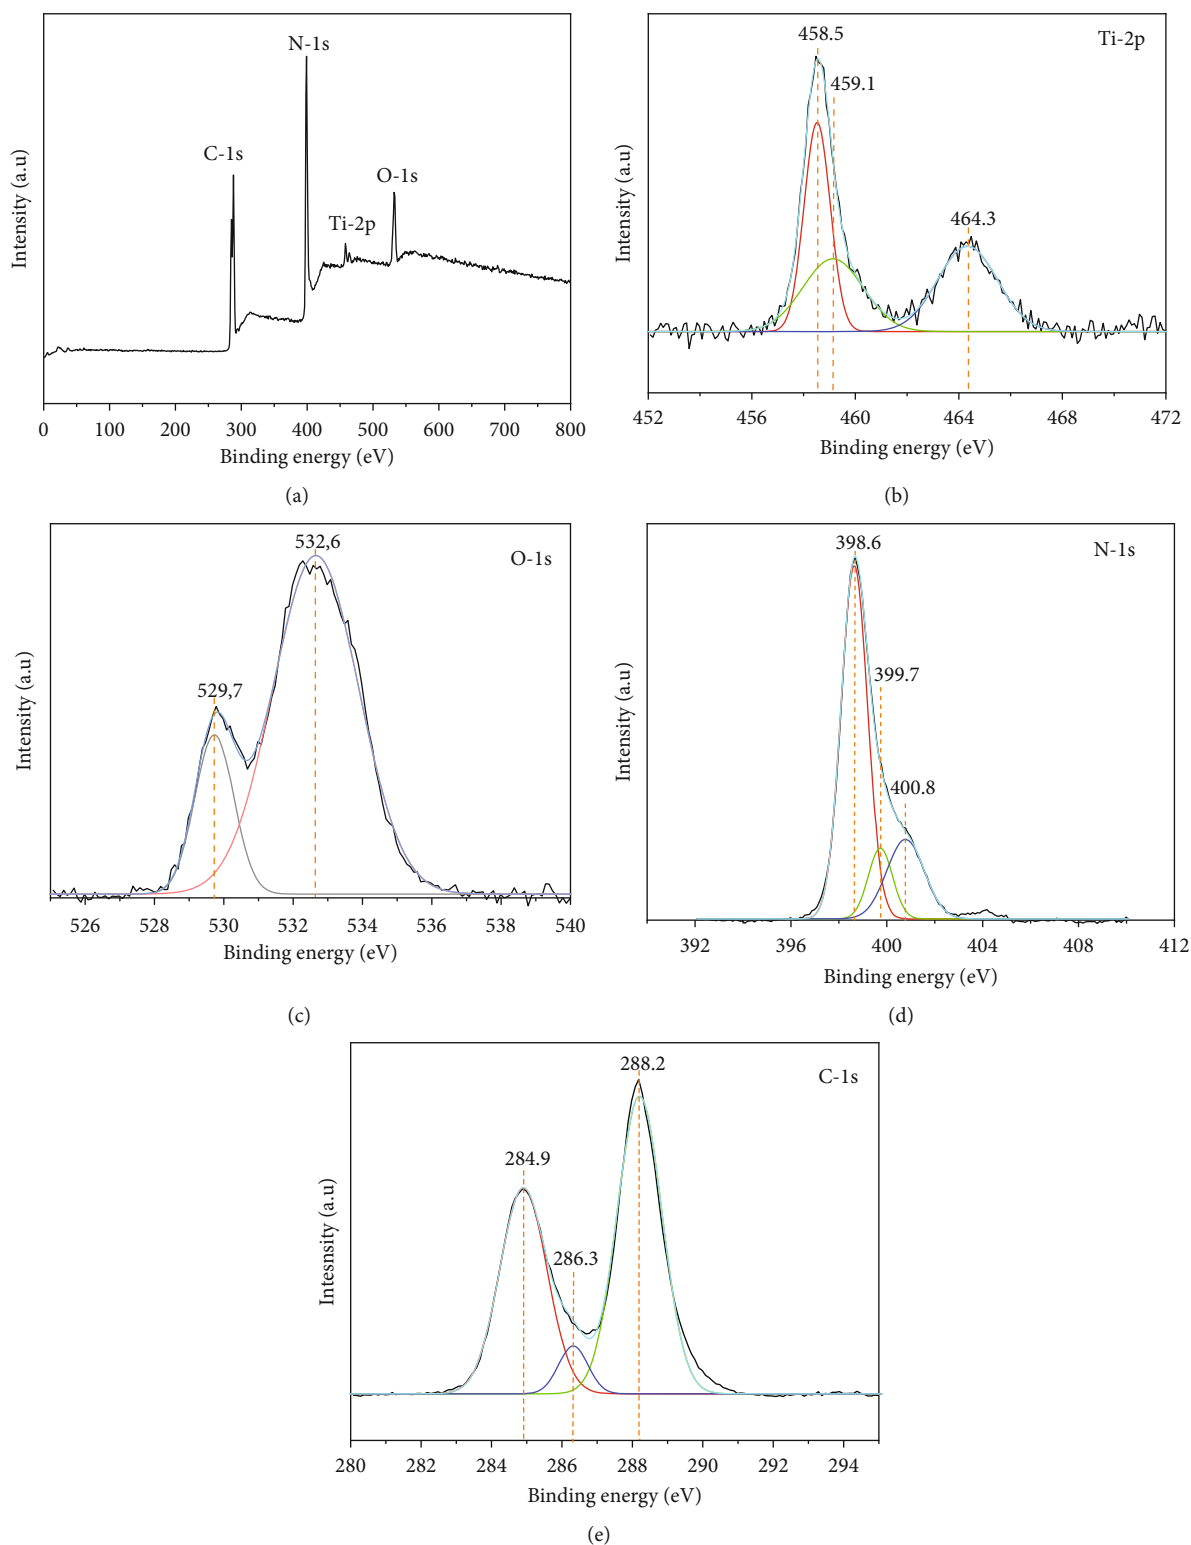 N-1s
C-1s
O-1s
Ti-2p
Intensity (a.u)
0 100 200 300 400 500 600 700 800
Binding energy (eV)
(a)
458.5
Ti-2p
459.1
464.3
Intensity (a.u)
452 456 460 464 468 472
Binding energy (eV)
(b)
532,6
O-1s
529,7
Intensity (a.u)
526 528 530 532 534 536 538 540
Binding energy (eV)
(c)
398.6
N-1s
399.7
400.8
Intensity (a.u)
392 396 400 404 408 412
Binding energy (eV)
(d)
288.2
C-1s
284.9
286.3
Intesnsity (a.u)
280 282 284 286 288 290 292 294
Binding energy (eV)
(e)